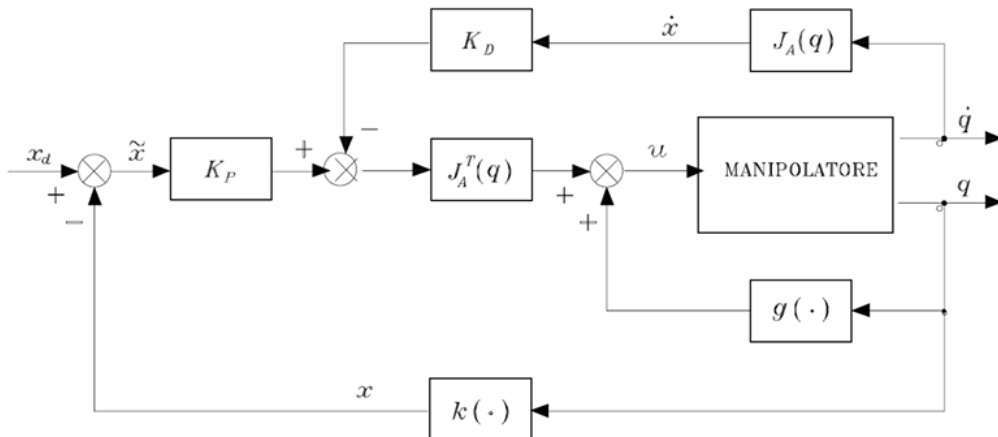 K_D
ẋ
J_A(q)
q̇
x_d
+
−
x̃
K_P
+
−
J_A^T(q)
+
+
u
MANIPOLATORE
q
g(·)
x
k(·)